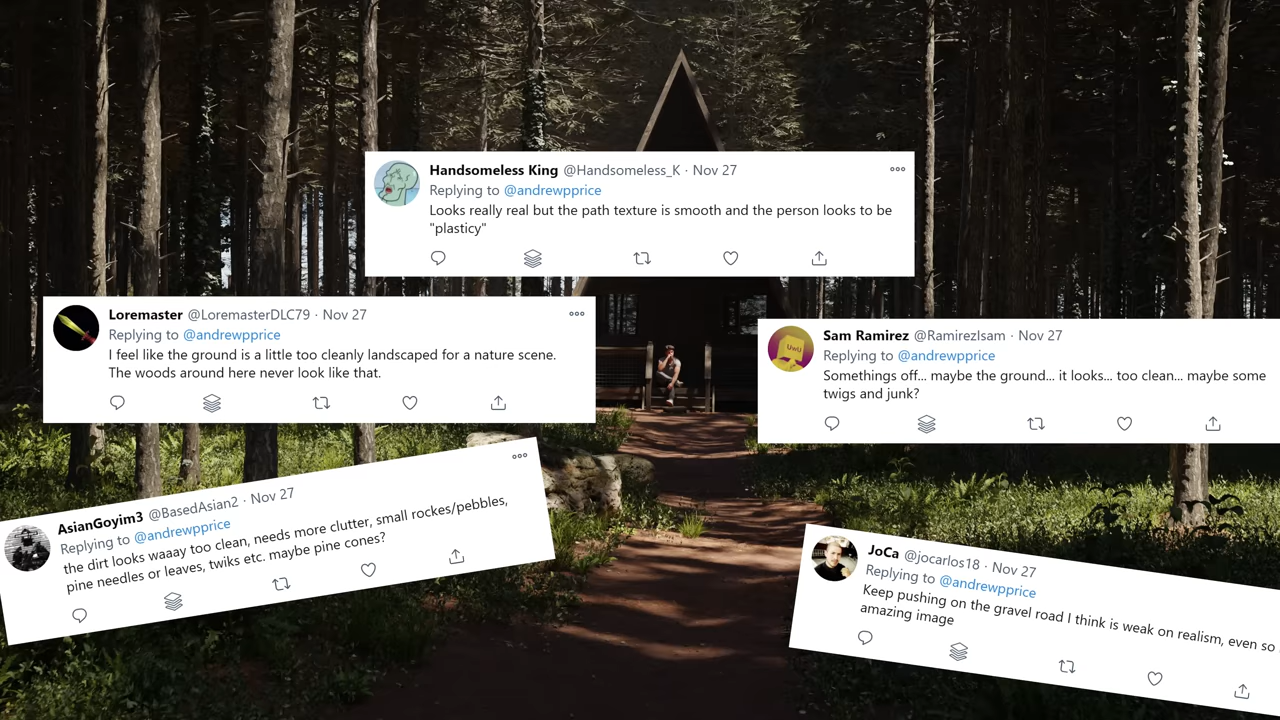 Handsomeless King @Handsomeless_K · Nov 27
Replying to @andrewpprice
Looks really real but the path texture is smooth and the person looks to be
"plasticy"
Loremaster @LoremasterDLC79 · Nov 27
Replying to @andrewpprice
I feel like the ground is a little too cleanly landscaped for a nature scene.
The woods around here never look like that.
Sam Ramirez @RamirezIsam · Nov 27
Replying to @andrewpprice
Somethings off... maybe the ground... it looks... too clean... maybe some
twigs and junk?
UwU
AsianGoyim3 @BasedAsian2 · Nov 27
Replying to @andrewpprice
the dirt looks waaay too clean, needs more clutter, small rockes/pebbles,
pine needles or leaves, twiks etc. maybe pine cones?
JoCa @jocarlos18 · Nov 27
Replying to @andrewpprice
Keep pushing on the gravel road I think is weak on realism, even so
amazing image